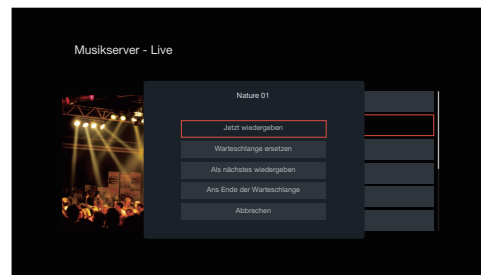 Musikserver - Live
Nature 01
Jetzt wiedergeben
Warteschlange ersetzen
Als nächstes wiedergeben
Ans Ende der Warteschlange
Abbrechen